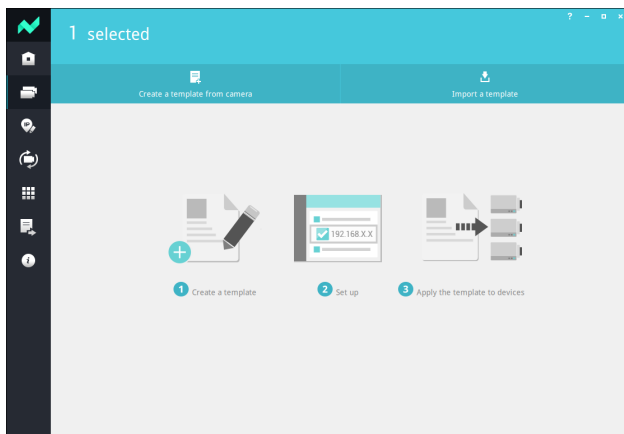 1 selected
Create a template from camera
Import a template
IP
192.168.X.X
1 Create a template
2 Set up
3 Apply the template to devices
i